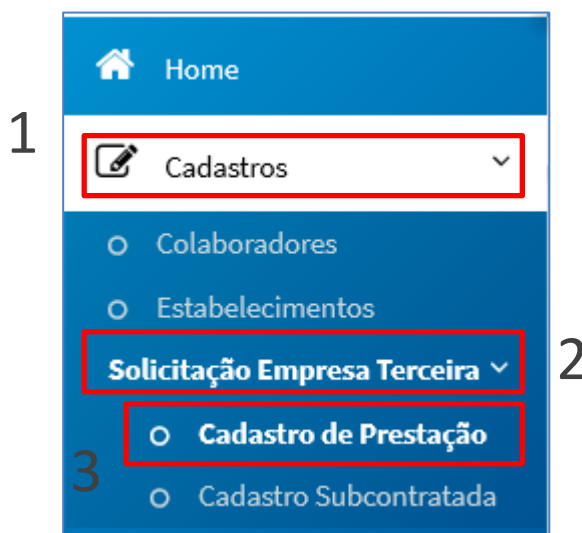 Home
1
Cadastros
Colaboradores
Estabelecimentos
Solicitação Empresa Terceira
2
Cadastro de Prestação
3
Cadastro Subcontratada